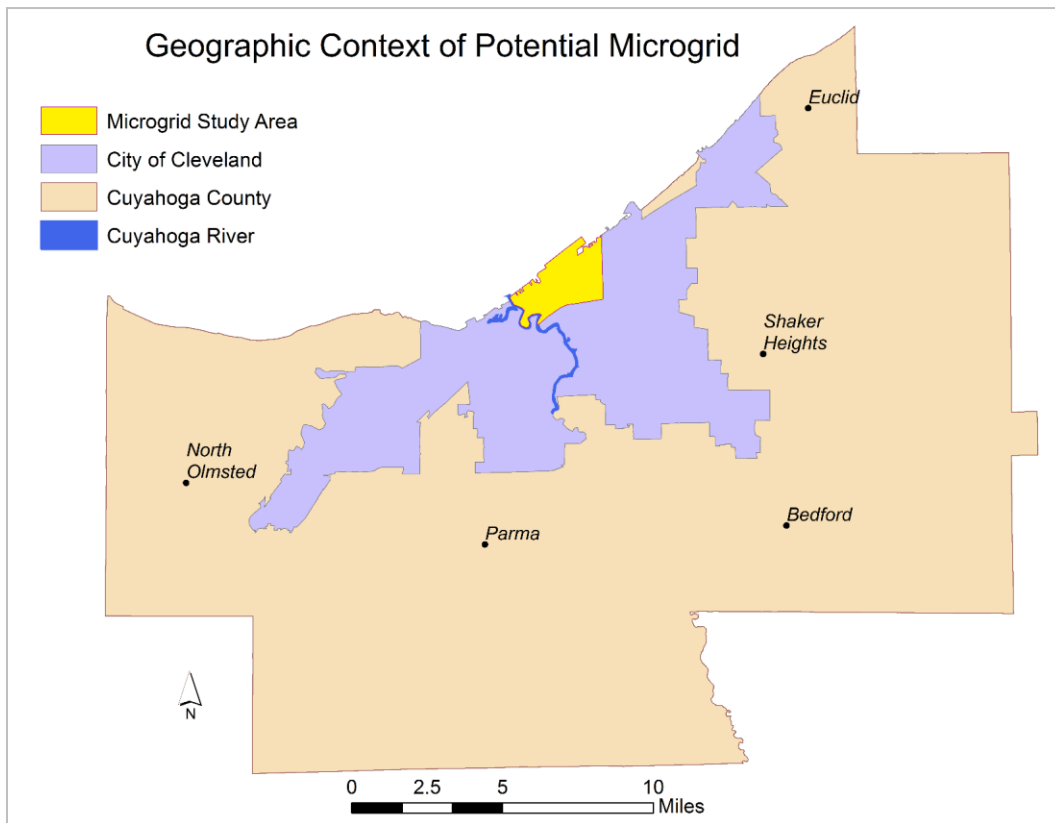 Geographic Context of Potential Microgrid
Microgrid Study Area
City of Cleveland
Cuyahoga County
Cuyahoga River
Euclid
Shaker
Heights
North
Olmsted
Parma
Bedford
N
0 2.5 5 10
Miles